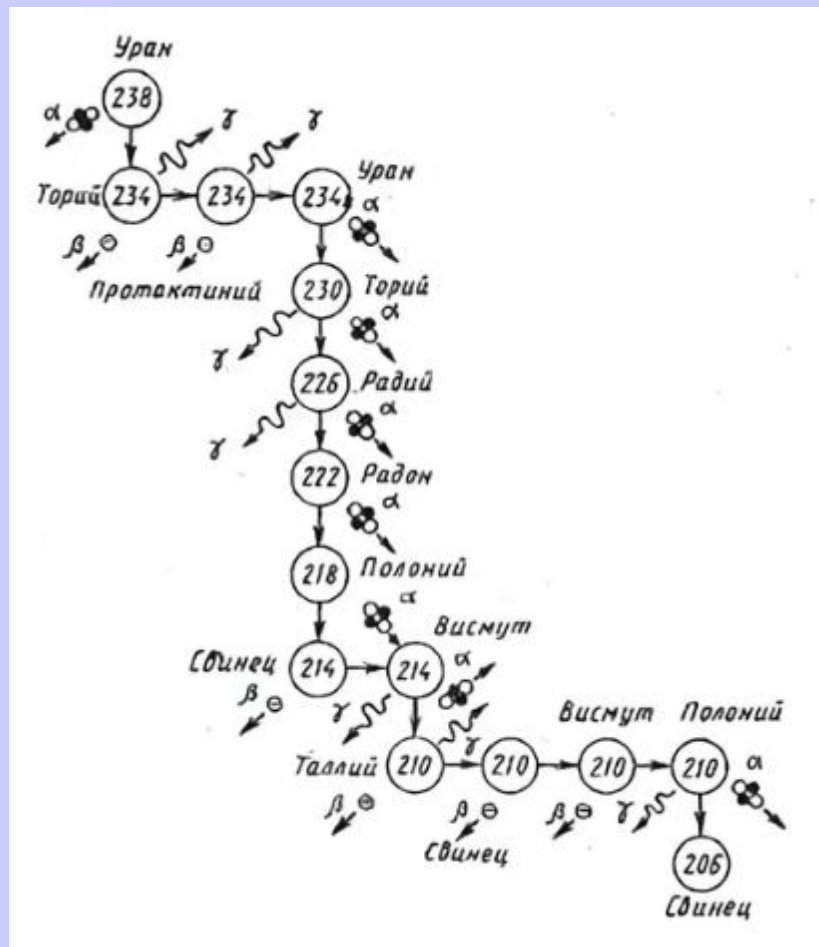 Уран
238
α
γ γ
Уран
Торий 234 234 234 α
β ⊖ β ⊖
Протактиний 230 Торий
α
γ
226 Радий
α
γ
222 Радон
α
218 Полоний
α
Висмут
Свинец 214 214 α
β ⊖ γ γ Висмут Полоний
Таллий 210 210 210 210 α
β ⊖ β ⊖ β ⊖ γ
Свинец
206
Свинец